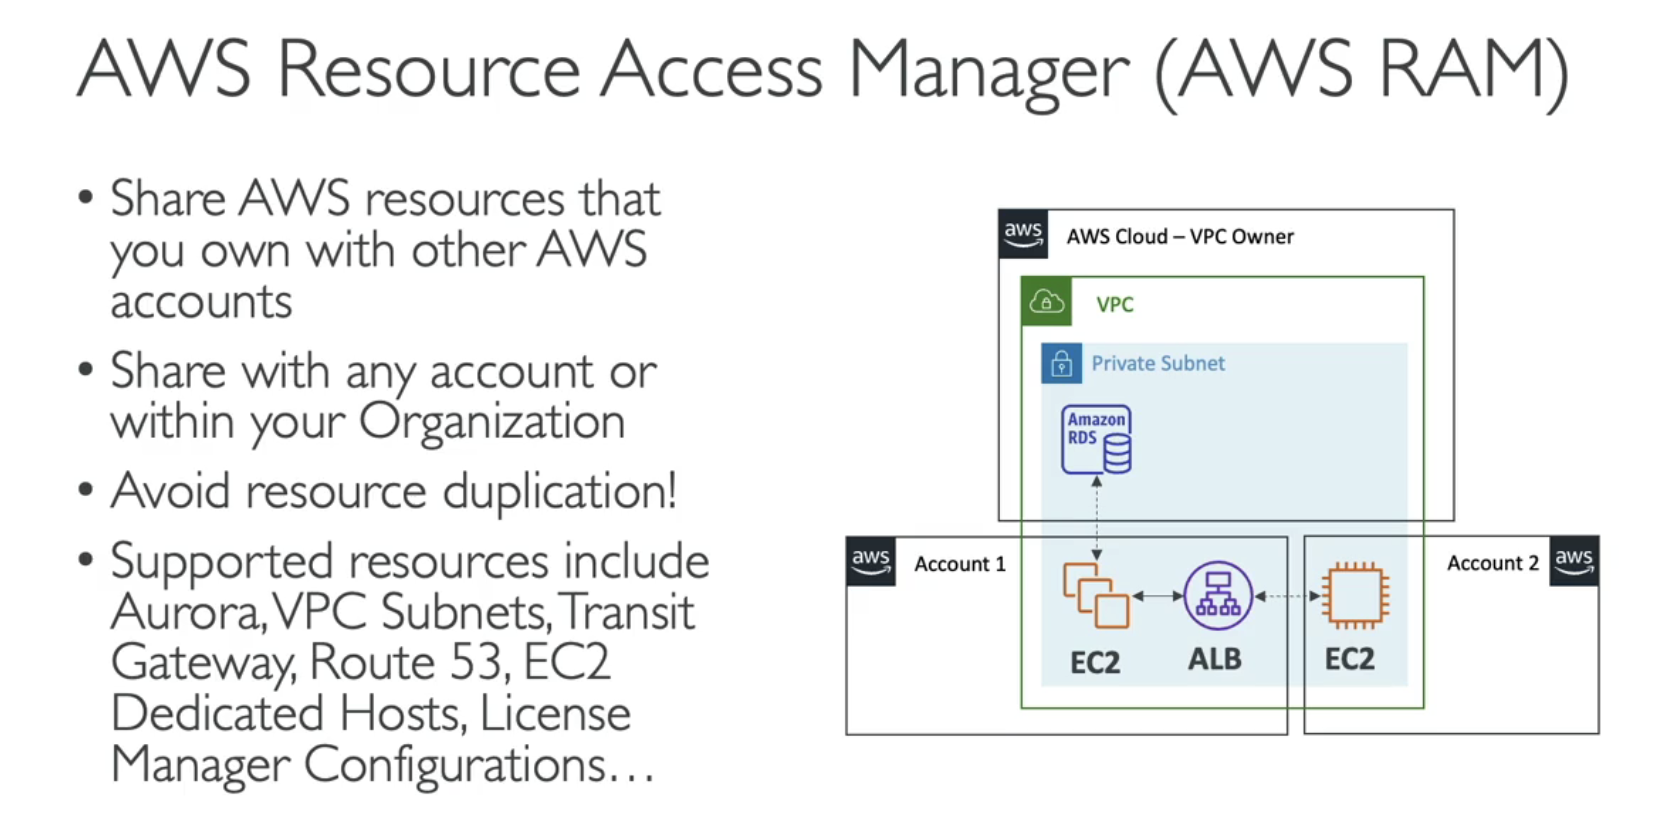 AWS Resource Access Manager (AWS RAM)
• Share AWS resources that
you own with other AWS
accounts
• Share with any account or
within your Organization
• Avoid resource duplication!
• Supported resources include
Aurora, VPC Subnets, Transit
Gateway, Route 53, EC2
Dedicated Hosts, License
Manager Configurations…
aws
AWS Cloud – VPC Owner
VPC
Private Subnet
Amazon
RDS
aws
Account 1
Account 2
aws
EC2
ALB
EC2